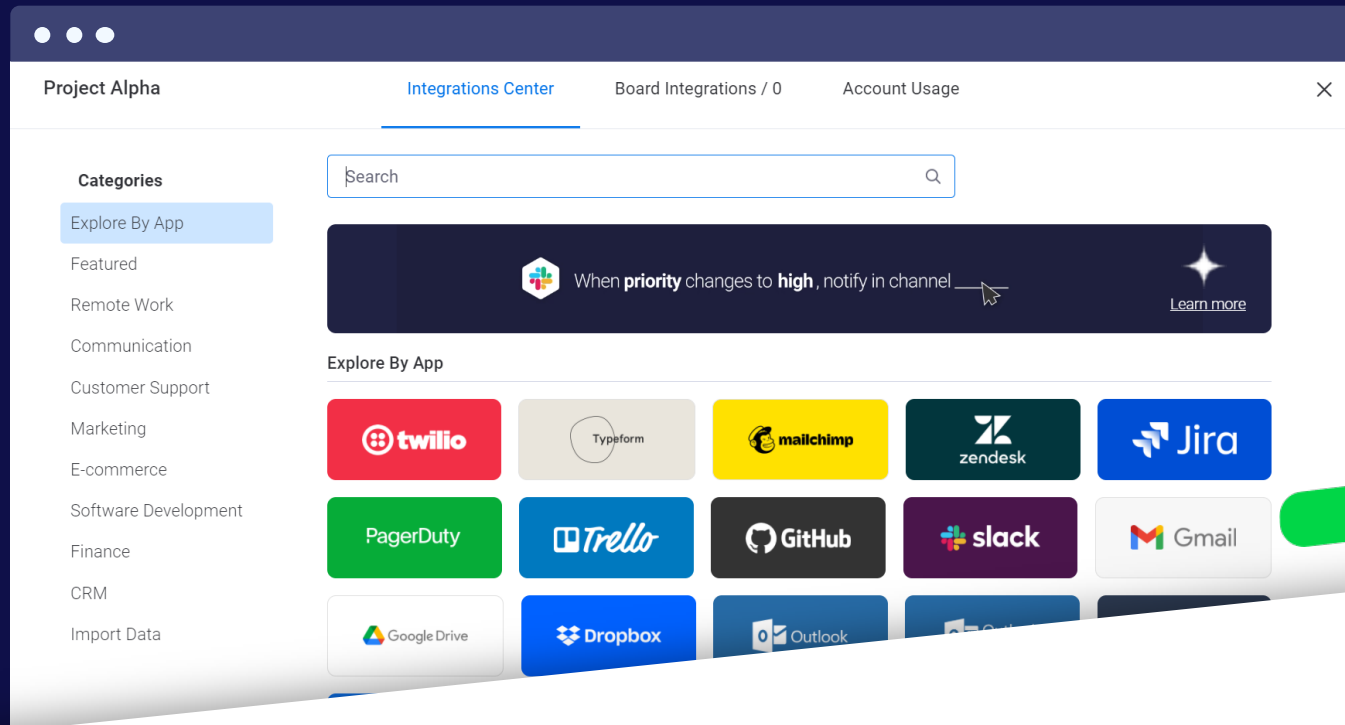 Project Alpha
Integrations Center
Board Integrations / 0
Account Usage
Categories
Explore By App
Featured
Remote Work
Communication
Customer Support
Marketing
E-commerce
Software Development
Finance
CRM
Import Data
Search
When priority changes to high, notify in channel
Learn more
Explore By App
twilio
Typeform
mailchimp
zendesk
Jira
PagerDuty
Trello
GitHub
slack
Gmail
Google Drive
Dropbox
Outlook